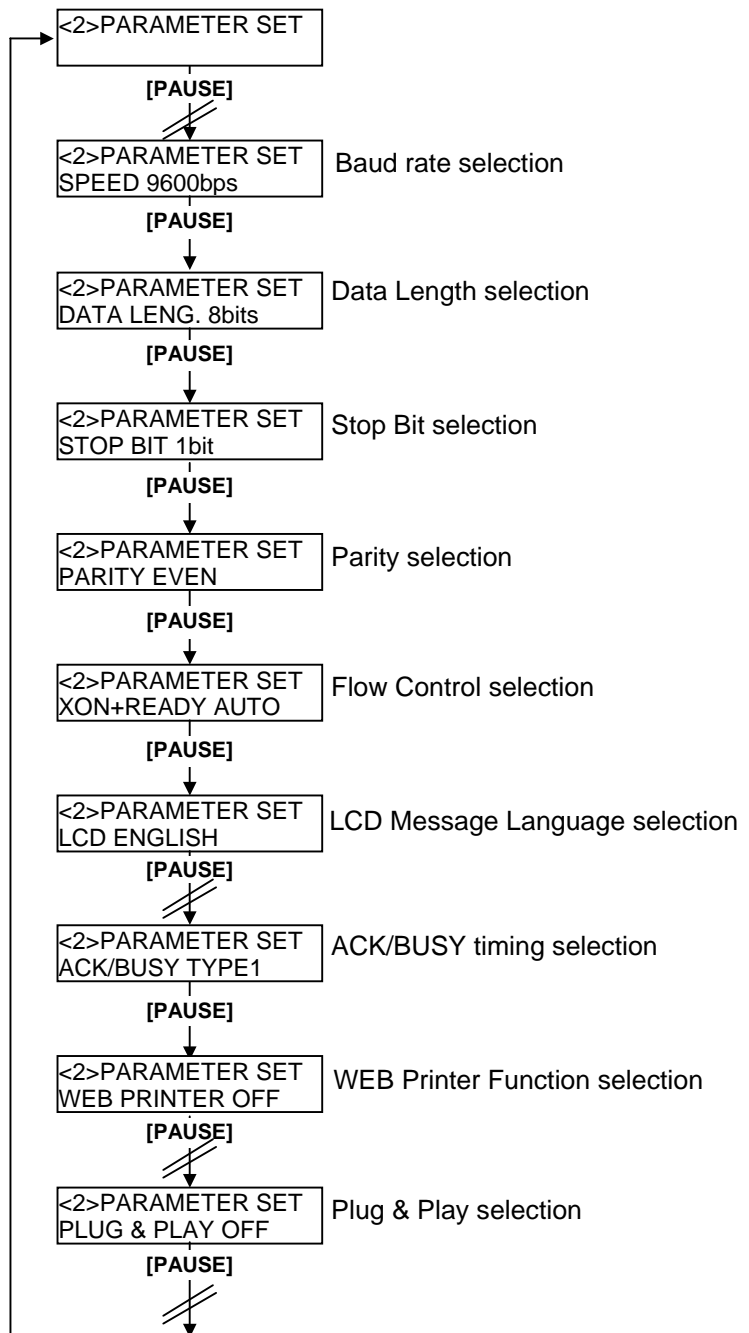 <2>PARAMETER SET
[PAUSE]
<2>PARAMETER SET
SPEED 9600bps
Baud rate selection
[PAUSE]
<2>PARAMETER SET
DATA LENG. 8bits
Data Length selection
[PAUSE]
<2>PARAMETER SET
STOP BIT 1bit
Stop Bit selection
[PAUSE]
<2>PARAMETER SET
PARITY EVEN
Parity selection
[PAUSE]
<2>PARAMETER SET
XON+READY AUTO
Flow Control selection
[PAUSE]
<2>PARAMETER SET
LCD ENGLISH
LCD Message Language selection
[PAUSE]
<2>PARAMETER SET
ACK/BUSY TYPE1
ACK/BUSY timing selection
[PAUSE]
<2>PARAMETER SET
WEB PRINTER OFF
WEB Printer Function selection
[PAUSE]
<2>PARAMETER SET
PLUG & PLAY OFF
Plug & Play selection
[PAUSE]